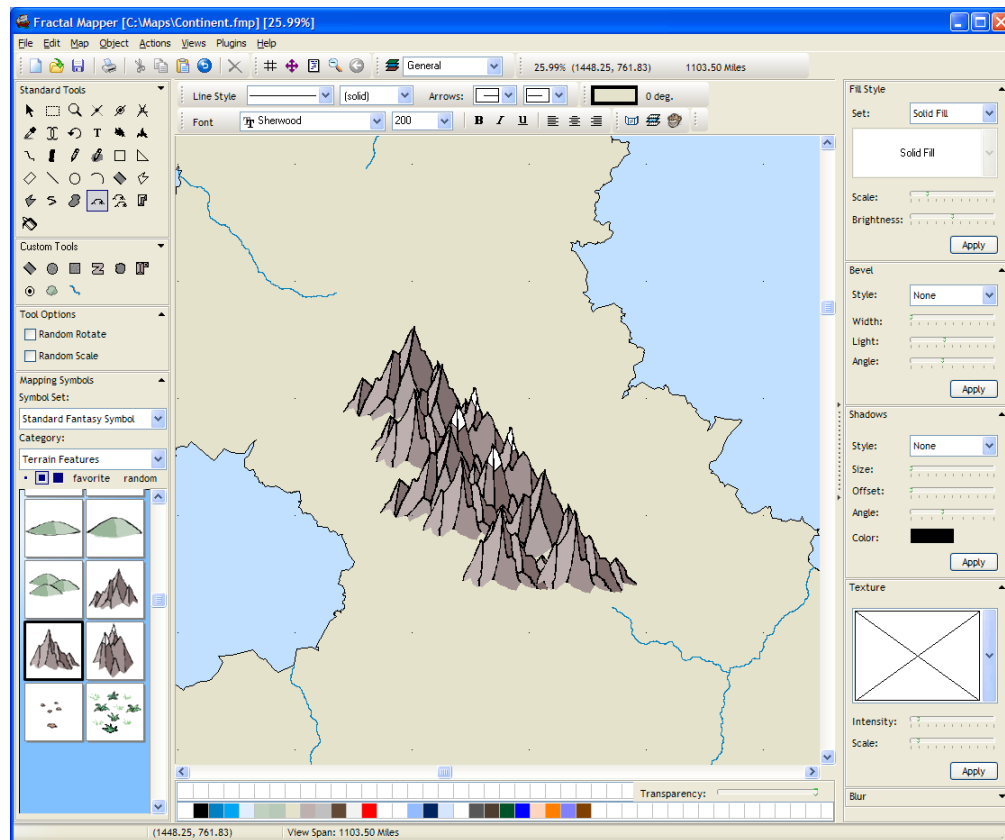 Fractal Mapper [C:\Maps\Continent.fmp] [25.99%]
File Edit Map Object Actions Views Plugins Help
General 25.99% (1448.25, 761.83) 1103.50 Miles
Standard Tools
Line Style (solid) Arrows: 0 deg.
Font Tr Sherwood 200 B I U
Custom Tools
Tool Options
Random Rotate
Random Scale
Mapping Symbols
Symbol Set:
Standard Fantasy Symbol
Category:
Terrain Features
favorite random
Fill Style
Set: Solid Fill
Solid Fill
Scale:
Brightness:
Apply
Bevel
Style: None
Width:
Light:
Angle:
Apply
Shadows
Style: None
Size:
Offset:
Angle:
Color:
Apply
Texture
Intensity:
Scale:
Apply
Blur
Transparency:
(1448.25, 761.83) View Span: 1103.50 Miles